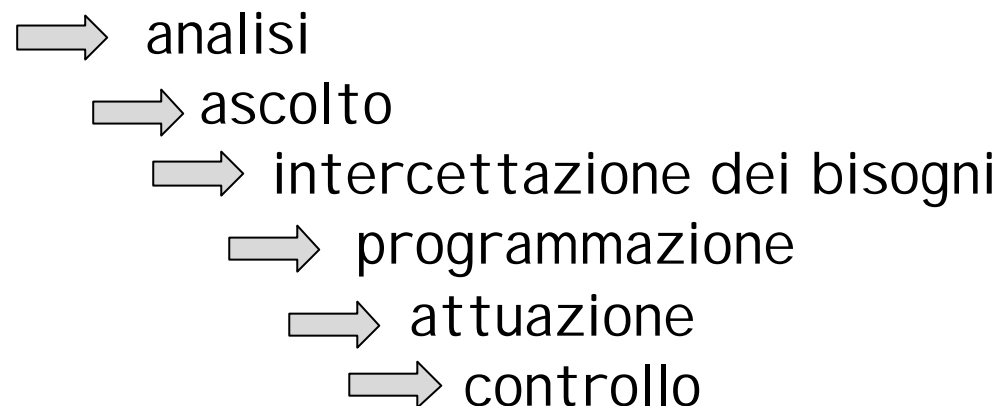 analisi
ascolto
intercettazione dei bisogni
programmazione
attuazione
controllo